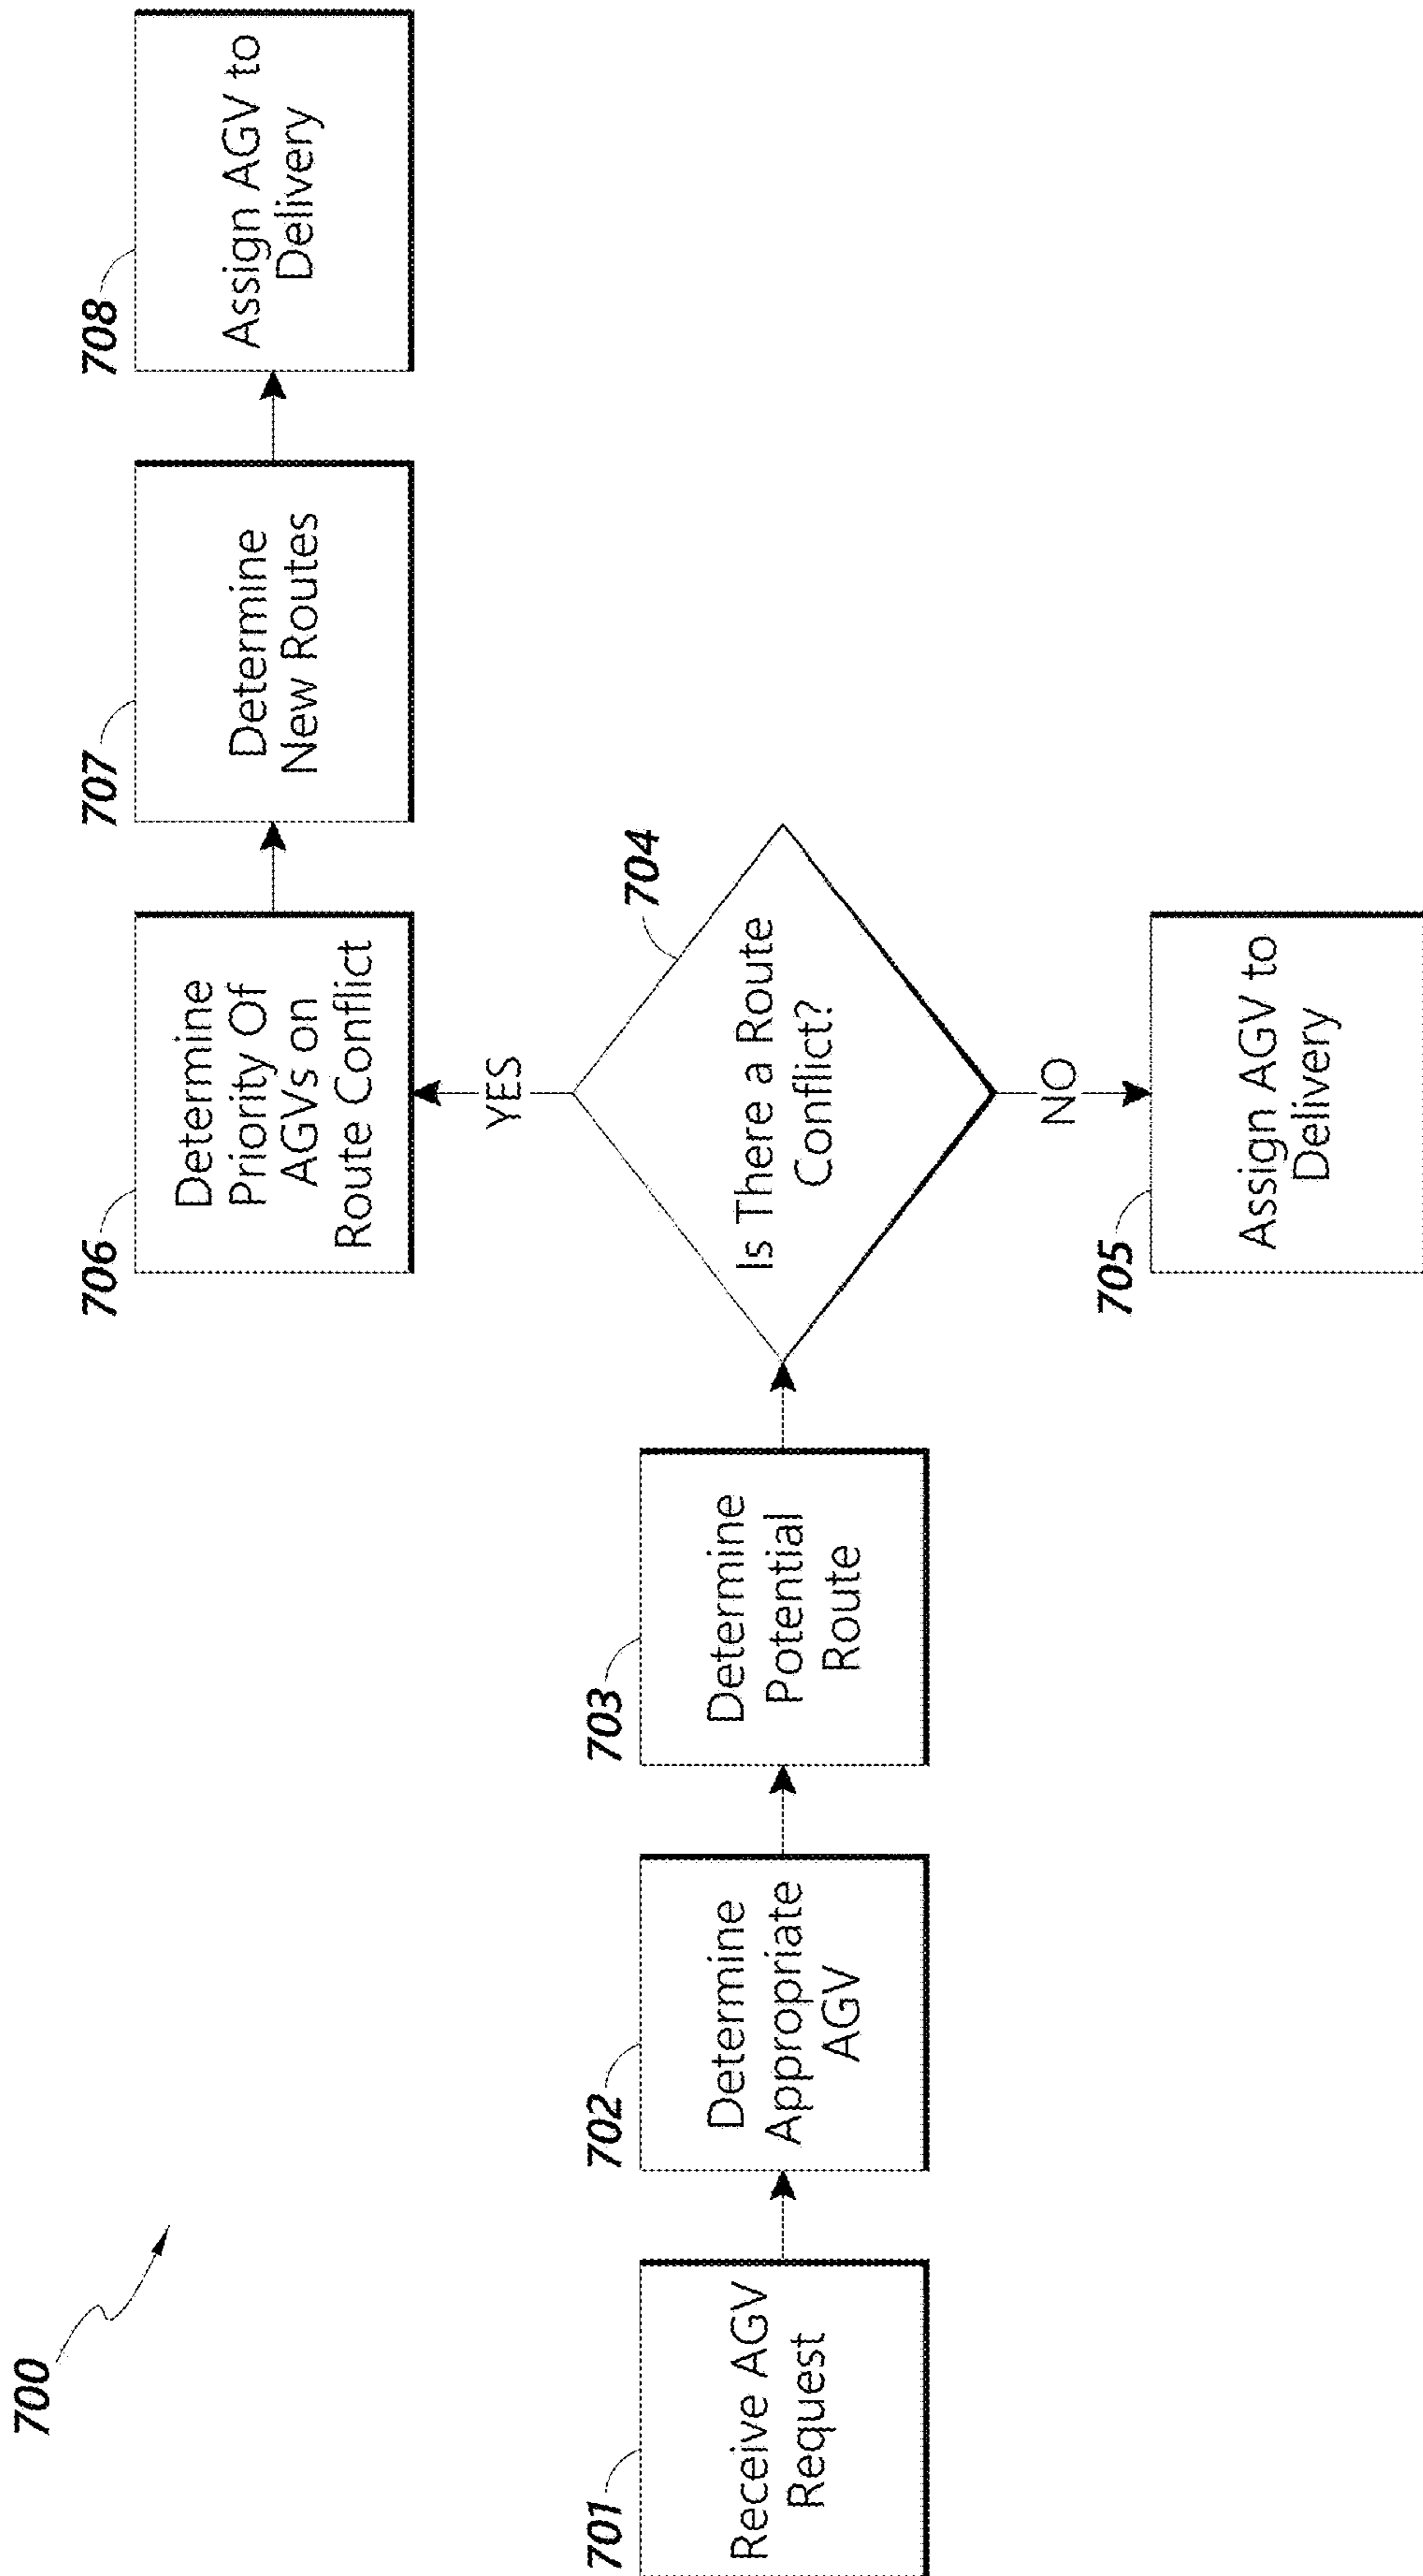 700
701
Receive AGV
Request
702
Determine
Appropriate
AGV
703
Determine
Potential
Route
704
Is There a Route
Conflict?
YES
NO
705
Assign AGV to
Delivery
706
Determine
Priority Of
AGVs on
Route Conflict
707
Determine
New Routes
708
Assign AGV to
Delivery